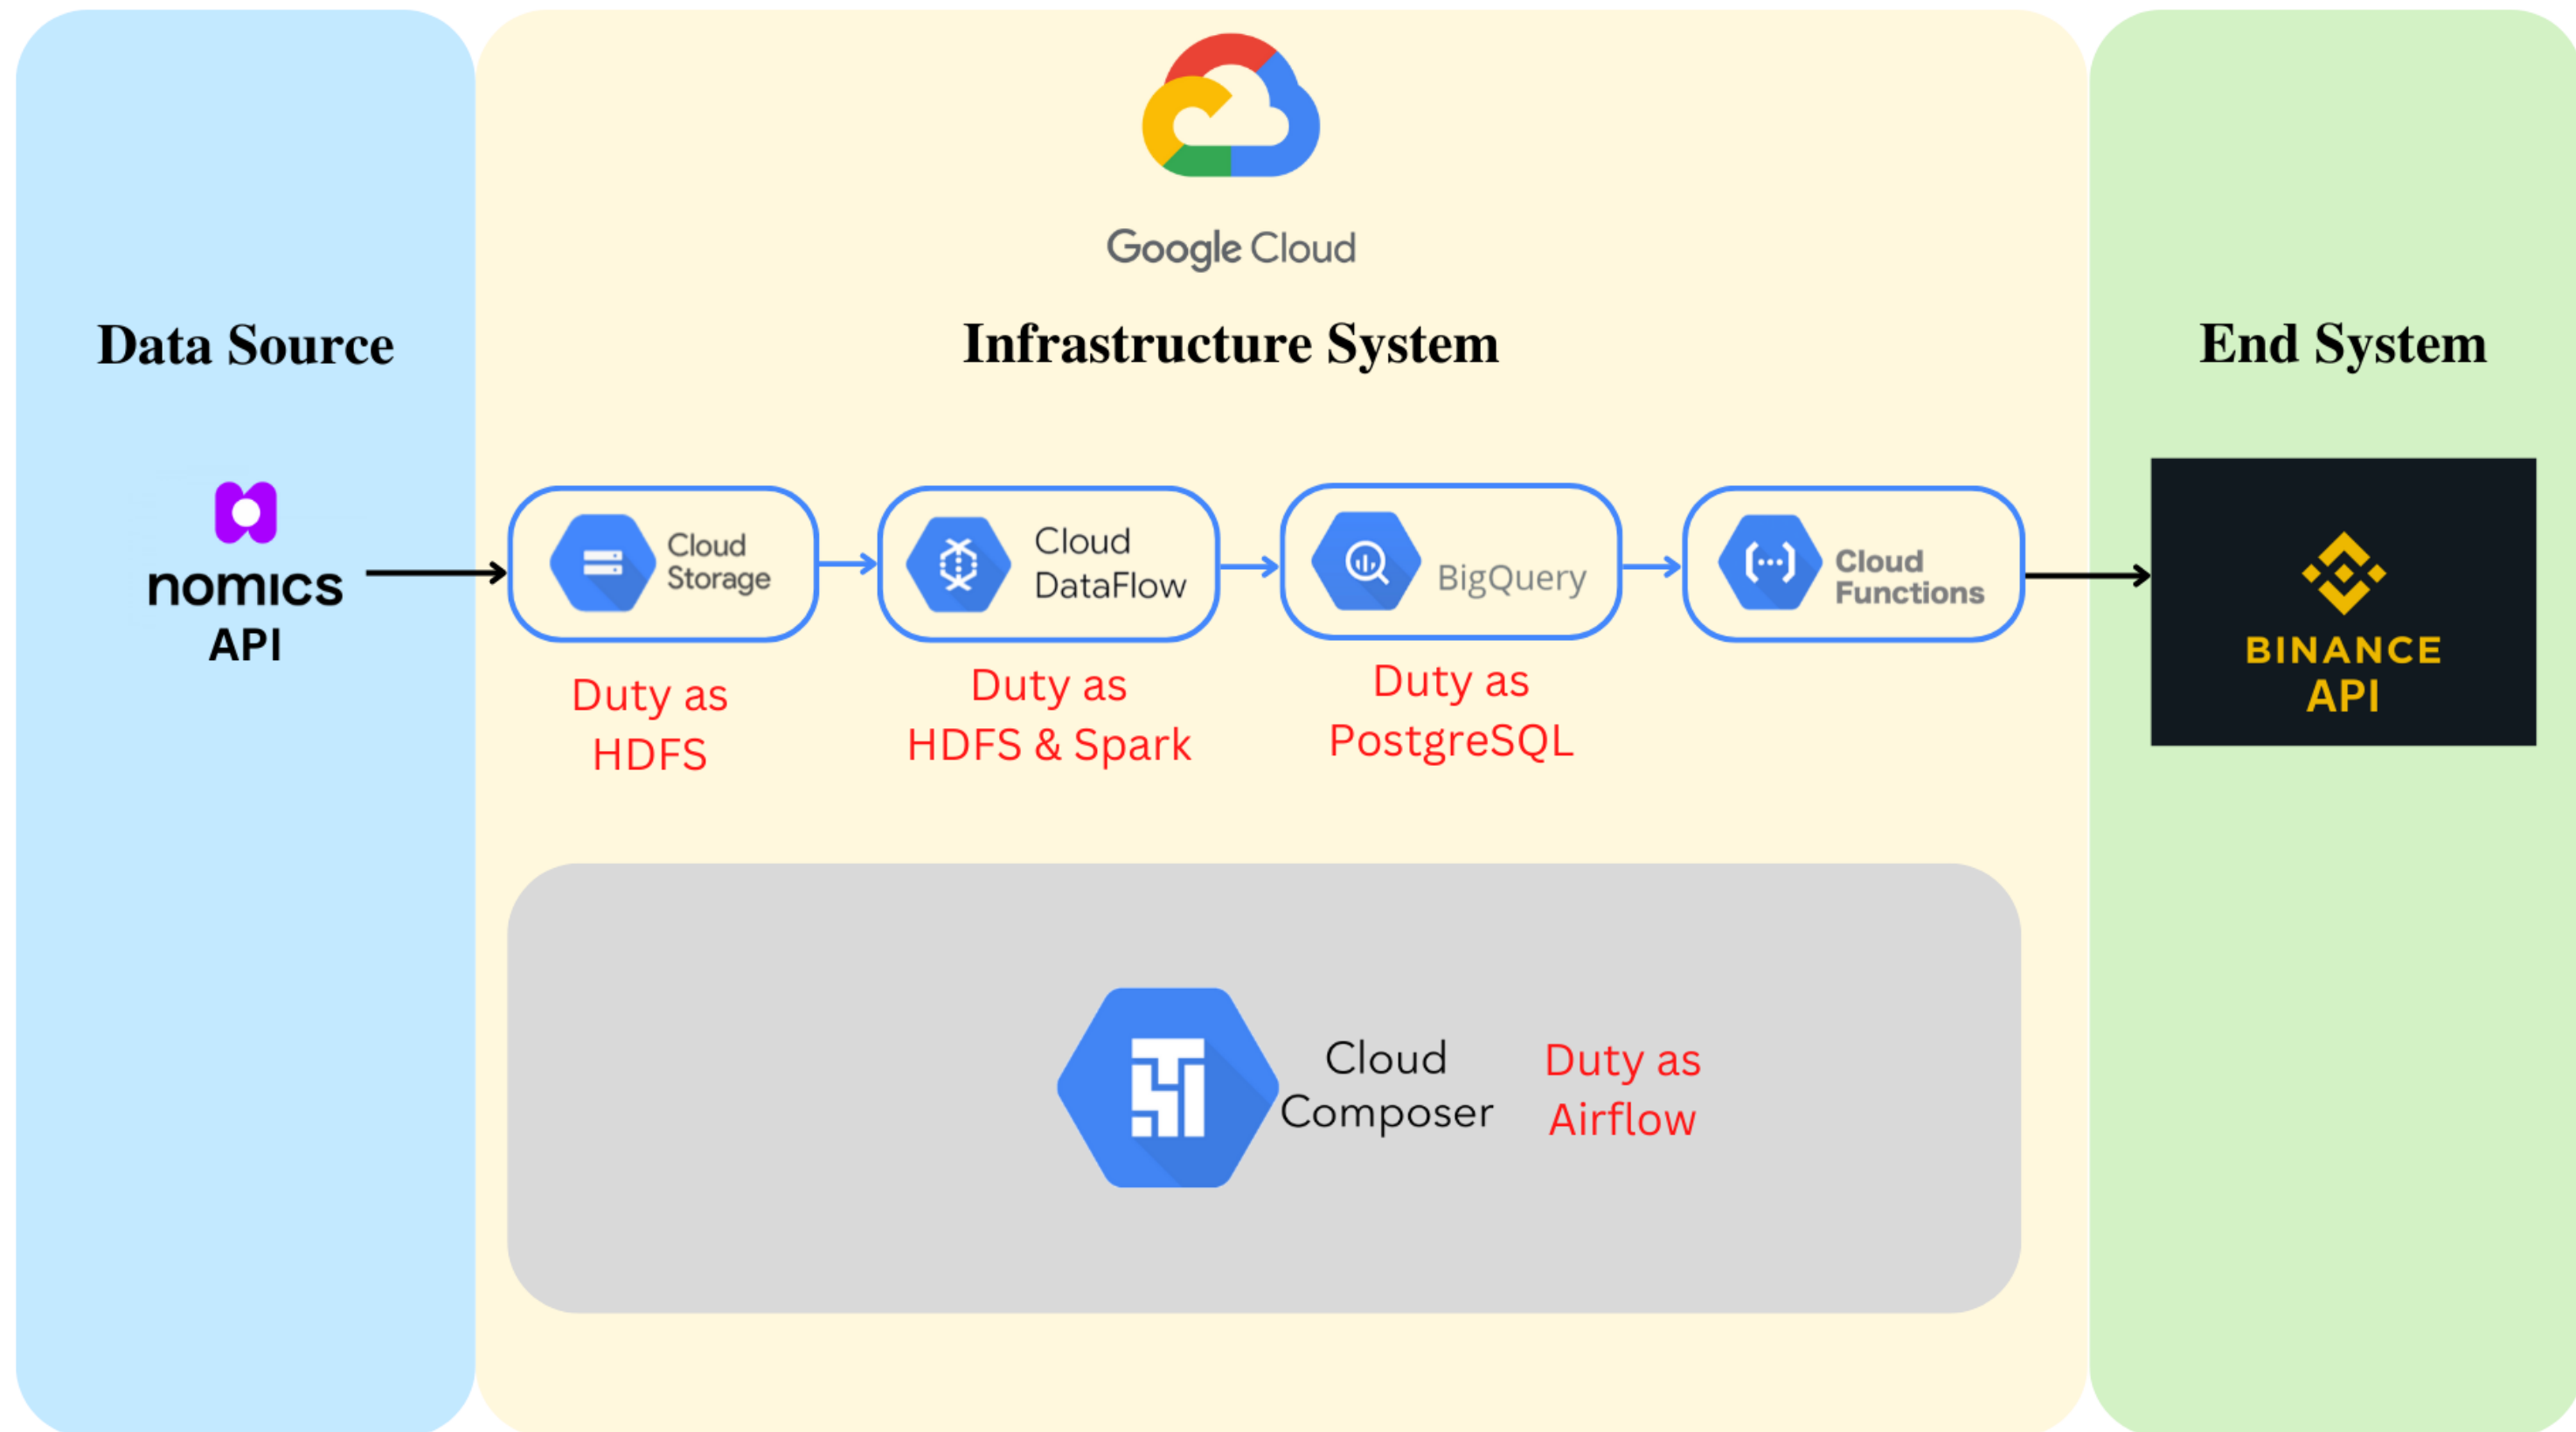 Google Cloud
Data Source
Infrastructure System
End System
nomics
API
Cloud
Storage
Duty as
HDFS
Cloud
DataFlow
Duty as
HDFS & Spark
BigQuery
Duty as
PostgreSQL
Cloud
Functions
BINANCE
API
Cloud
Composer
Duty as
Airflow